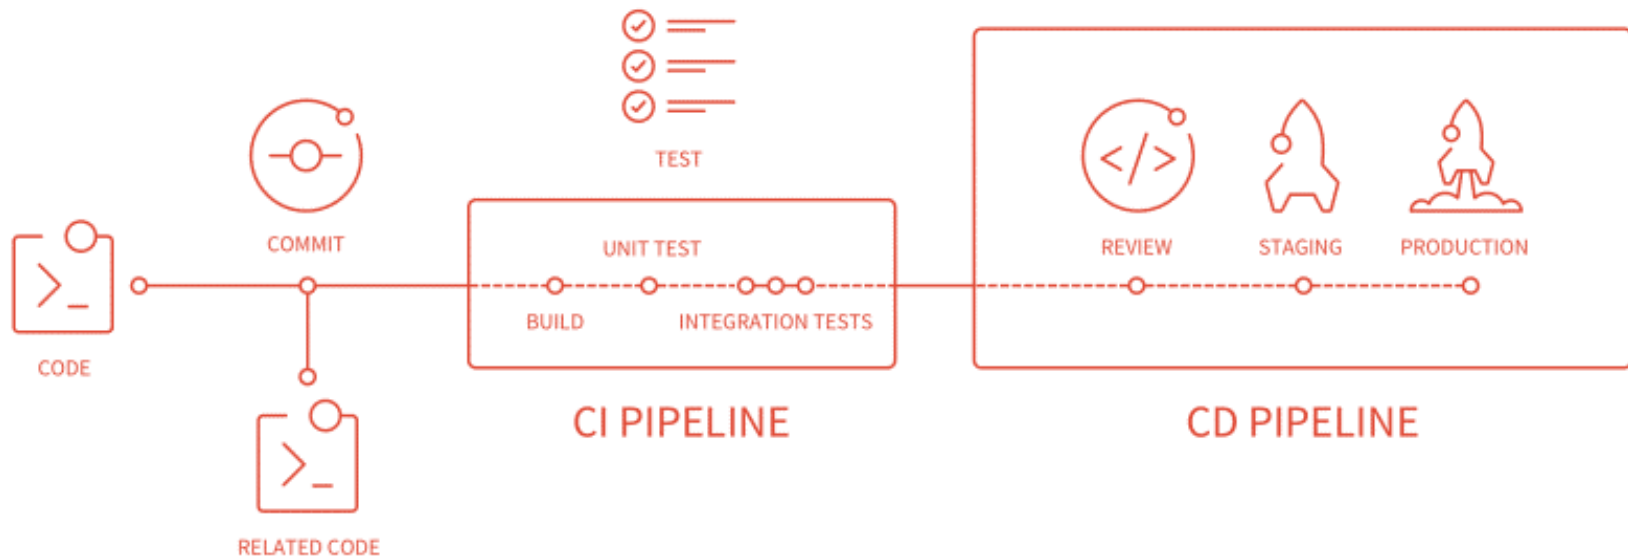 TEST
COMMIT
UNIT TEST
REVIEW
STAGING
PRODUCTION
BUILD
INTEGRATION TESTS
CODE
CI PIPELINE
CD PIPELINE
RELATED CODE